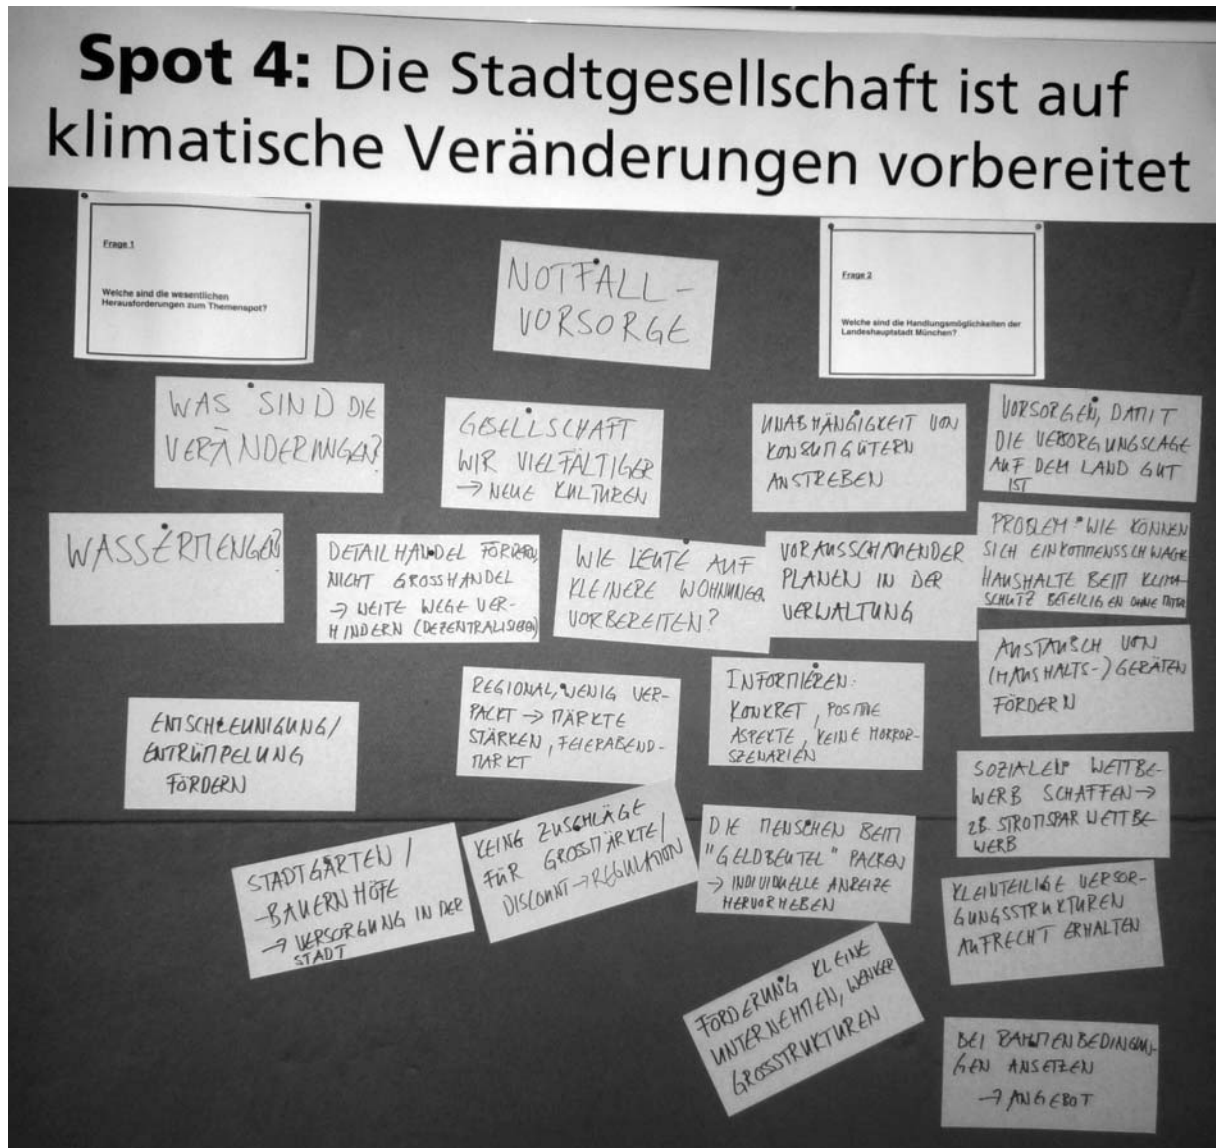 Spot 4: Die Stadtgesellschaft ist auf
klimatische Veränderungen vorbereitet
Frage 1
Welche sind die wesentlichen
Herausforderungen zum Themenspot?
NOTFALL-
VORSORGE
Frage 2
Welche sind die Handlungsmöglichkeiten der
Landeshauptstadt München?
WAS SIND DIE
VERÄNDERUNGEN?
GESELLSCHAFT
WIR VIELFÄLTIGER
→ NEUE KULTUREN
UNABHÄNGIGKEIT VON
KONSUMGÜTERN
ANSTREBEN
VORSORGEN, DAMIT
DIE VERSORGUNGSLAGE
AUF DEM LAND GUT
IST
WASSERMENGEN?
DETAILHANDEL FÖRDERN,
NICHT GROSSHANDEL
→ WEITE WEGE VER-
HINDERN (DEZENTRALISIEREN)
WIE LEUTE AUF
KLEINERE WOHNUNGEN
VORBEREITEN?
VORAUSSCHAUENDER
PLANEN IN DER
VERWALTUNG
PROBLEM: WIE KÖNNEN
SICH EINKOMMENSSCHWACHE
HAUSHALTE BEIM KLIMA-
SCHUTZ BETEILIGEN OHNE MITTEL
ENTSCHLEUNIGUNG/
ENTRÜMPELUNG
FÖRDERN
REGIONAL, WENIG VER-
PACKT → MÄRKTE
STÄRKEN, FEIERABEND-
MARKT
INFORMIEREN:
KONKRET, POSITIVE
ASPEKTE, KEINE HORROR-
SZENARIEN
AUSTAUSCH VON
(HAUSHALTS-) GERÄTEN
FÖRDERN
STADTGÄRTEN /
-BAUERNHÖFE
→ VERSORGUNG IN DER
STADT
KEINE ZUSCHLÄGE
FÜR GROSSMÄRKTE/
DISCOUNT → REGULATION
DIE MENSCHEN BEIM
"GELDBEUTEL" PACKEN
→ INDIVIDUELLE ANREIZE
HERVORHEBEN
SOZIALEN WETTBE-
WERB SCHAFFEN →
ZB. STROMSPARWETTBE
WERB
KLEINTEILIGE VERSOR-
GUNGSSTRUKTUREN
AUFRECHT ERHALTEN
FÖRDERUNG KLEINE
UNTERNEHMEN, WENIGER
GROSSSTRUKTUREN
BEI RAHMENBEDINGUN-
GEN ANSETZEN
→ ANGEBOT